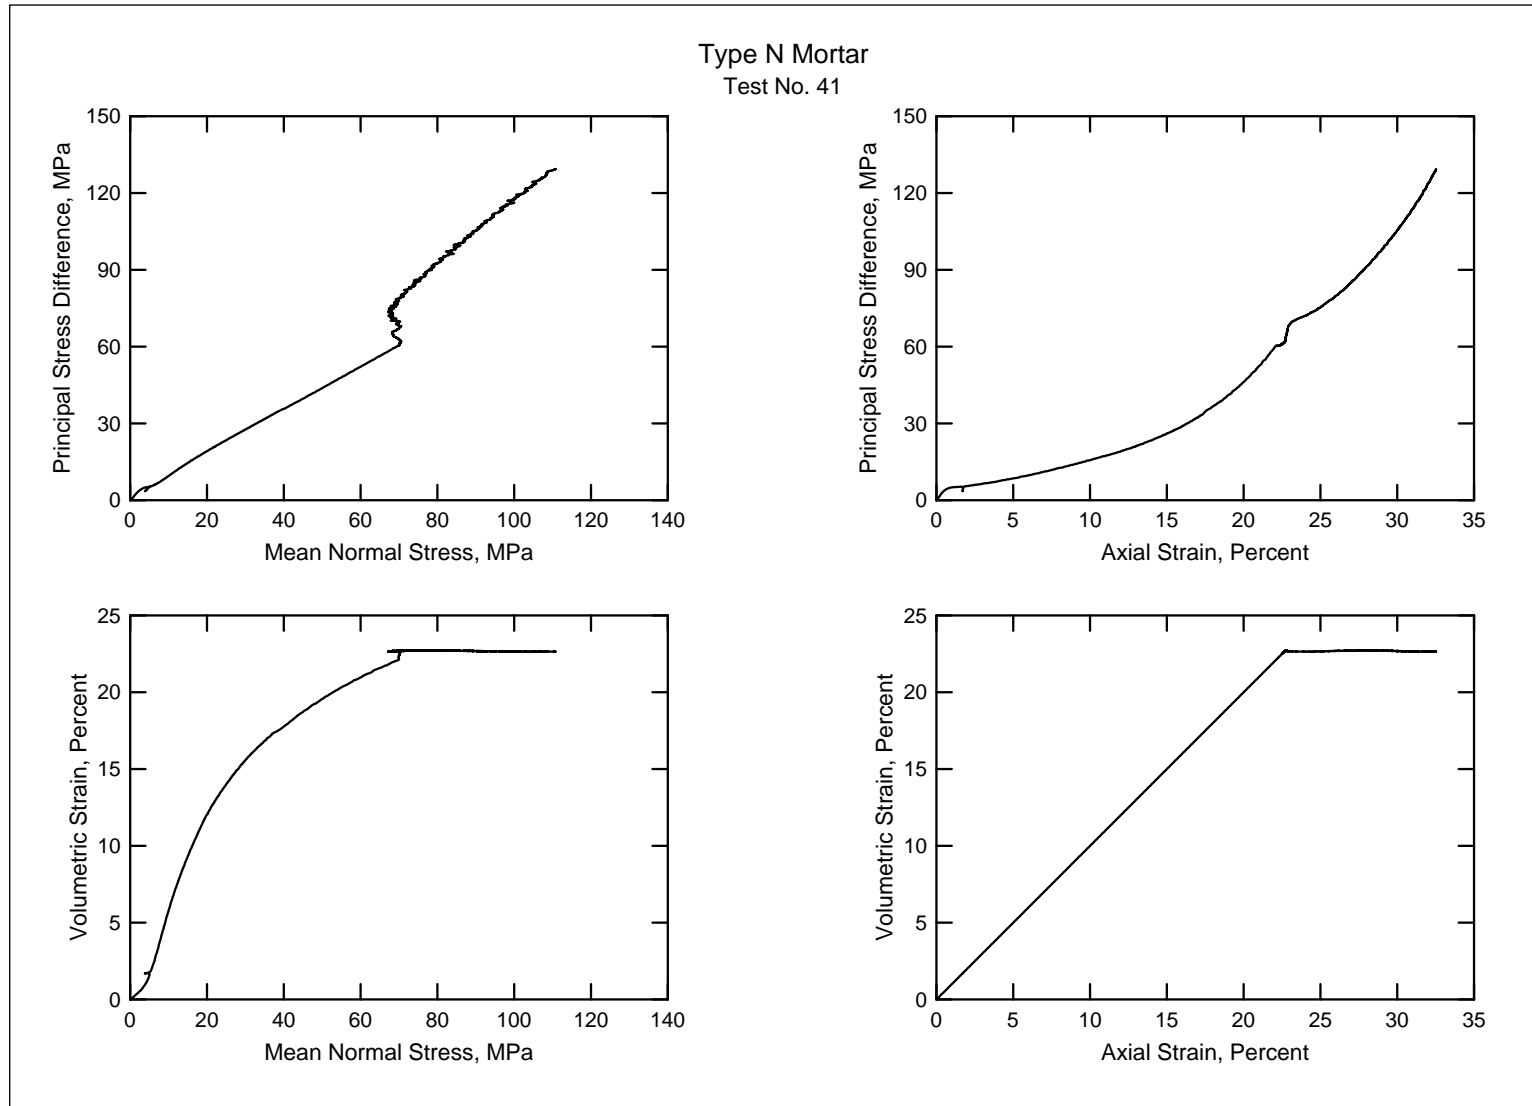 Type N Mortar
Test No. 41
150
120
90
60
30
0
Principal Stress Difference, MPa
0 20 40 60 80 100 120 140
Mean Normal Stress, MPa
150
120
90
60
30
0
Principal Stress Difference, MPa
0 5 10 15 20 25 30 35
Axial Strain, Percent
25
20
15
10
5
0
Volumetric Strain, Percent
0 20 40 60 80 100 120 140
Mean Normal Stress, MPa
25
20
15
10
5
0
Volumetric Strain, Percent
0 5 10 15 20 25 30 35
Axial Strain, Percent